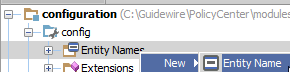 configuration (C:\Guidewire\PolicyCenter\modules
config
Entity Names
New
Entity Name
Extensions